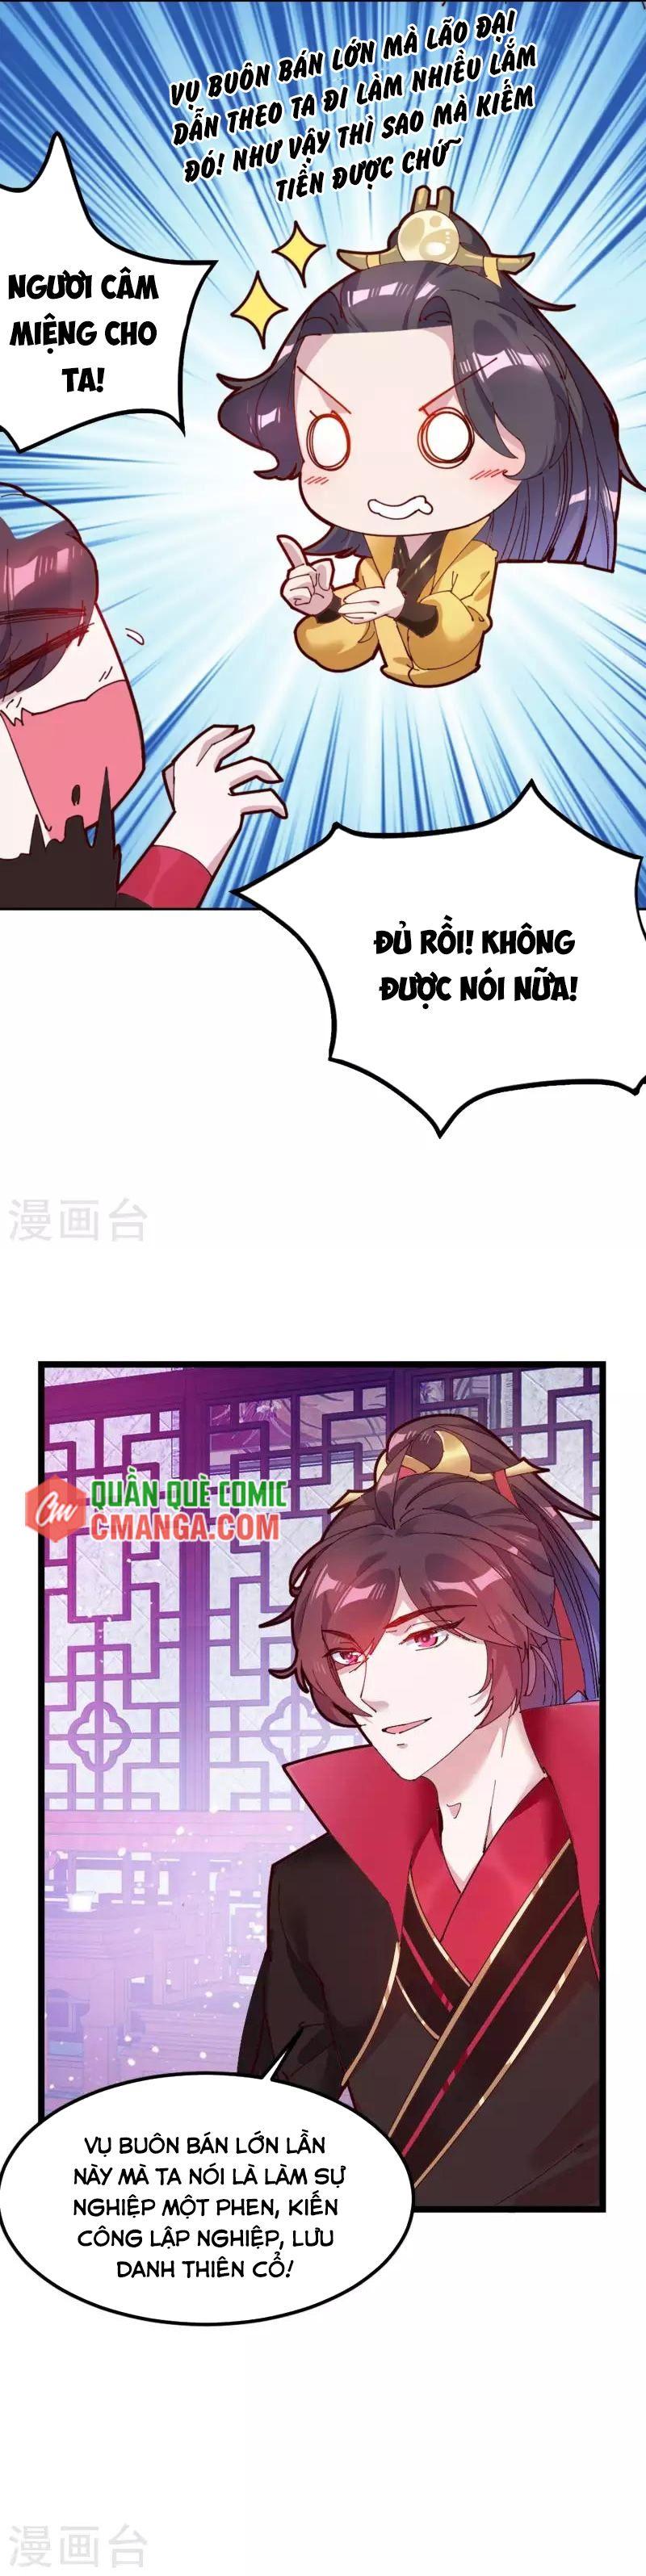 VỤ BUÔN BÁN LỚN MÀ LÃO ĐẠI
DẪN THEO TA ĐI LÀM NHIỀU LẮM
ĐÓ! NHƯ VẬY THÌ SAO MÀ KIẾM
TIỀN ĐƯỢC CHỨ~
NGƯƠI CÂM
MIỆNG CHO
TA!
ĐỦ RỒI! KHÔNG
ĐƯỢC NÓI NỮA!
漫画台
CM QUẦN QUÈ COMIC
CMANGA.COM
VỤ BUÔN BÁN LỚN LẦN
NÀY MÀ TA NÓI LÀ LÀM SỰ
NGHIỆP MỘT PHEN, KIẾN
CÔNG LẬP NGHIỆP, LƯU
DANH THIÊN CỔ!
漫画台